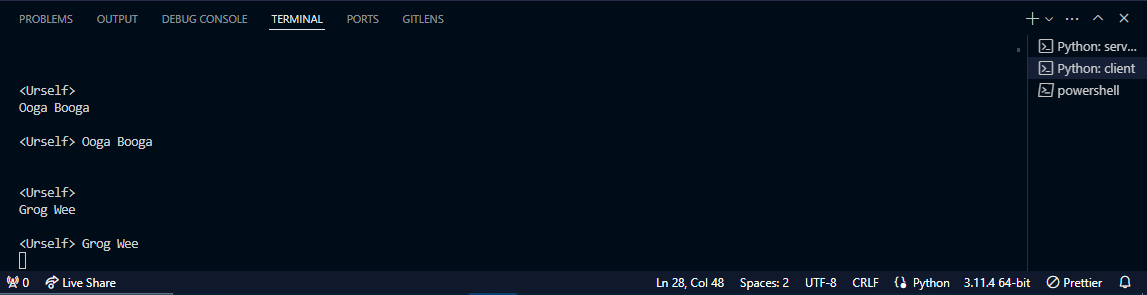 PROBLEMS OUTPUT DEBUG CONSOLE TERMINAL PORTS GITLENS
Python: serv...
Python: client
powershell
<Urself>
Ooga Booga
<Urself> Ooga Booga
<Urself>
Grog Wee
<Urself> Grog Wee
0 Live Share Ln 28, Col 48 Spaces: 2 UTF-8 CRLF Python 3.11.4 64-bit Prettier